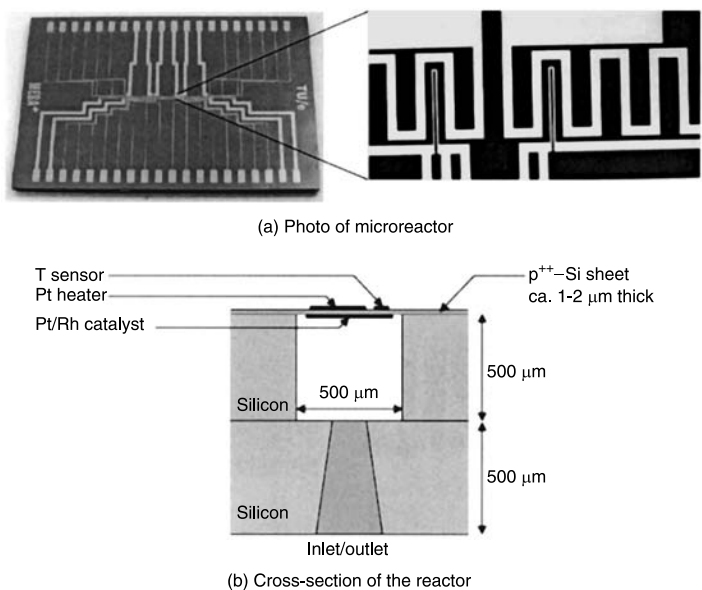 TU/e
(a) Photo of microreactor
T sensor
Pt heater
Pt/Rh catalyst
p⁺⁺–Si sheet
ca. 1-2 μm thick
500 μm
500 μm
Silicon
500 μm
Silicon
Inlet/outlet
(b) Cross-section of the reactor